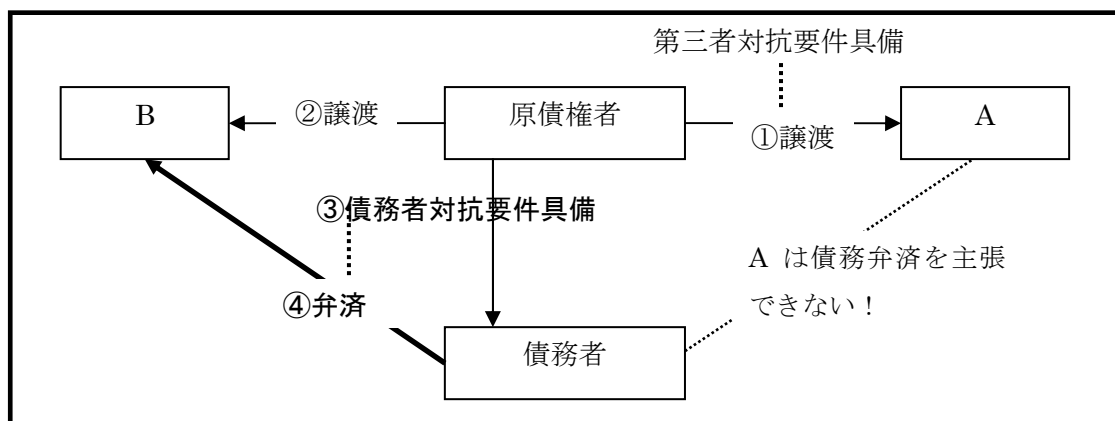 第三者対抗要件具備
B
②譲渡
原債権者
①譲渡
A
③債務者対抗要件具備
A は債務弁済を主張
できない！
④弁済
債務者